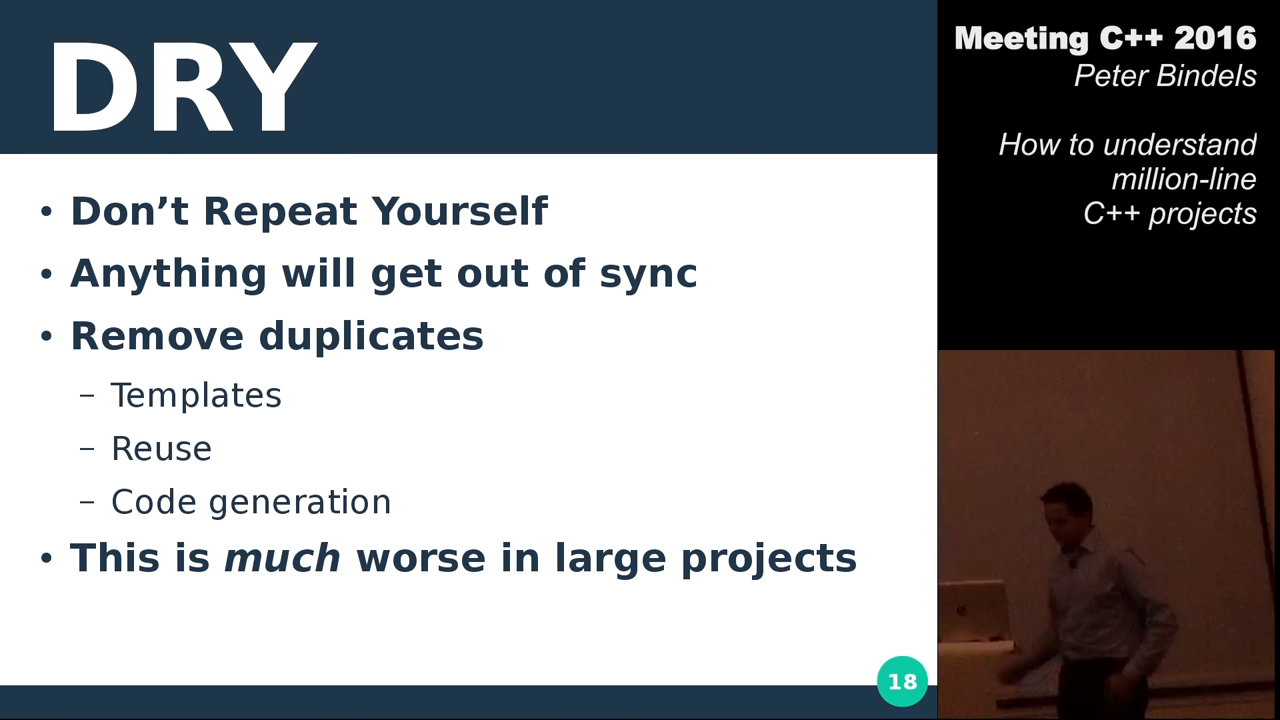 DRY
• Don’t Repeat Yourself
• Anything will get out of sync
• Remove duplicates
– Templates
– Reuse
– Code generation
• This is much worse in large projects
18
Meeting C++ 2016
Peter Bindels
How to understand
million-line
C++ projects